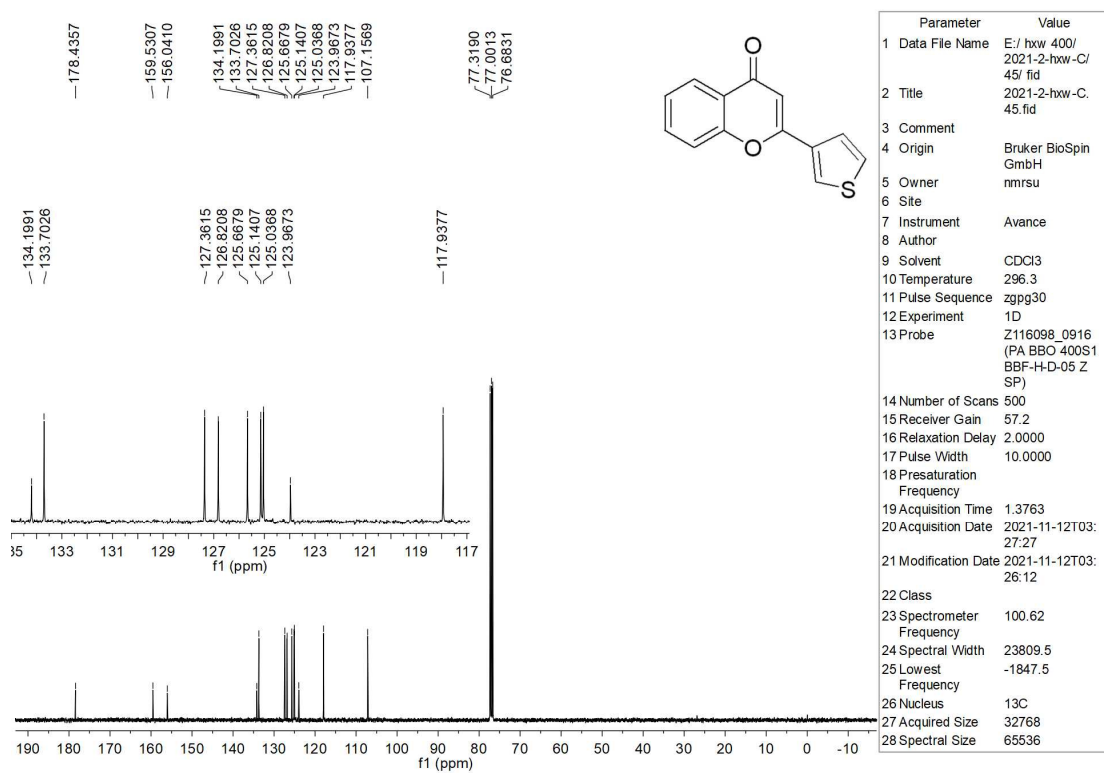 178.4357
159.5307
156.0410
134.1991
133.7026
127.3615
126.8208
125.6679
125.1407
125.0368
123.9673
117.9377
107.1569
77.3190
77.0013
76.6831
O
O
S
134.1991
133.7026
127.3615
126.8208
125.6679
125.1407
125.0368
123.9673
117.9377
35 133 131 129 127 125 123 121 119 117
f1 (ppm)
190 180 170 160 150 140 130 120 110 100 90 80 70 60 50 40 30 20 10 0 -10
f1 (ppm)
Parameter Value
1 Data File Name E:/ hxw 400/
2021-2-hxw-C/
45/ fid
2 Title 2021-2-hxw-C.
45.fid
3 Comment
4 Origin Bruker BioSpin
GmbH
5 Owner nmrsu
6 Site
7 Instrument Avance
8 Author
9 Solvent CDCl3
10 Temperature 296.3
11 Pulse Sequence zgpg30
12 Experiment 1D
13 Probe Z116098_0916
(PA BBO 400S1
BBF-H-D-05 Z
SP)
14 Number of Scans 500
15 Receiver Gain 57.2
16 Relaxation Delay 2.0000
17 Pulse Width 10.0000
18 Presaturation
Frequency
19 Acquisition Time 1.3763
20 Acquisition Date 2021-11-12T03:
27:27
21 Modification Date 2021-11-12T03:
26:12
22 Class
23 Spectrometer 100.62
Frequency
24 Spectral Width 23809.5
25 Lowest -1847.5
Frequency
26 Nucleus 13C
27 Acquired Size 32768
28 Spectral Size 65536